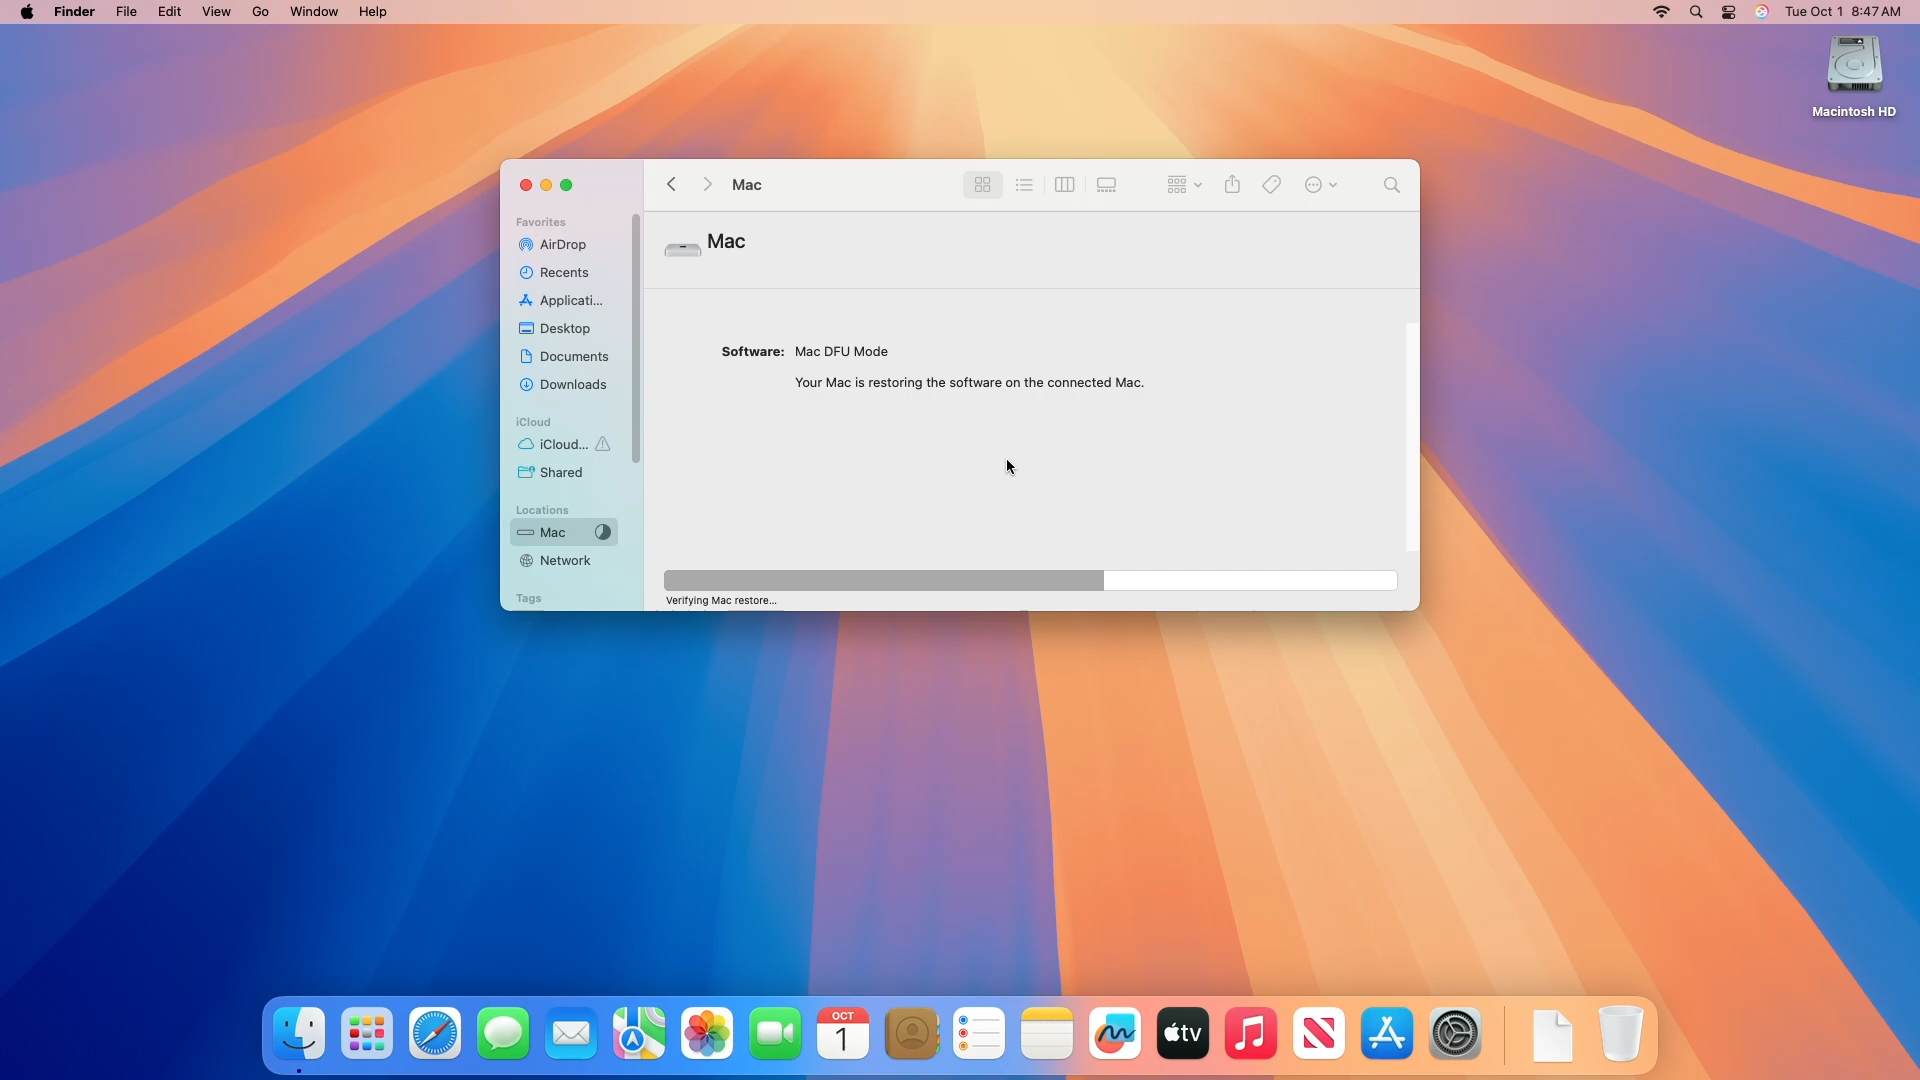 Finder File Edit View Go Window Help
Tue Oct 1 8:47 AM
Macintosh HD
Mac
Favorites
AirDrop
Recents
Applicati...
Desktop
Documents
Downloads
iCloud
iCloud...
Shared
Locations
Mac
Network
Tags
Mac
Software: Mac DFU Mode
Your Mac is restoring the software on the connected Mac.
Verifying Mac restore...
OCT
1
tv